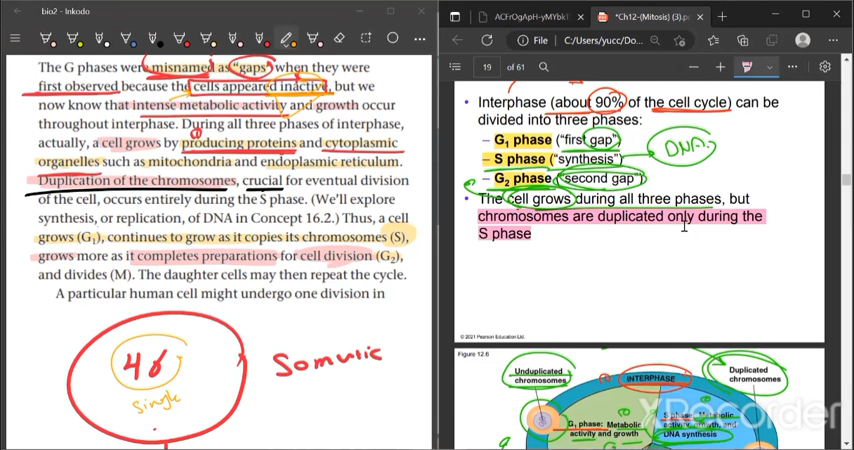 bio2 - Inkodo
The G phases were misnamed as "gaps" when they were
first observed because the cells appeared inactive, but we
now know that intense metabolic activity and growth occur
throughout interphase. During all three phases of interphase,
actually, a cell grows by producing proteins and cytoplasmic
organelles such as mitochondria and endoplasmic reticulum.
Duplication of the chromosomes, crucial for eventual division
of the cell, occurs entirely during the S phase. (We'll explore
synthesis, or replication, of DNA in Concept 16.2.) Thus, a cell
grows (G₁), continues to grow as it copies its chromosomes (S),
grows more as it completes preparations for cell division (G₂),
and divides (M). The daughter cells may then repeat the cycle.
A particular human cell might undergo one division in
46
single
Somatic
ACFrOgApH-yMYbk1
Ch12-(Mitosis) (3).p
File
C:/Users/yucc/Do...
19 of 61
• Interphase (about 90% of the cell cycle) can be
divided into three phases:
– G₁ phase ("first gap")
– S phase ("synthesis")
DNA
– G₂ phase ("second gap")
• The cell grows during all three phases, but
chromosomes are duplicated only during the
S phase
© 2021 Pearson Education Ltd.
Figure 12.6
Unduplicated
chromosomes
Duplicated
chromosomes
INTERPHASE
G₁ phase: Metabolic
activity and growth
S phase: Metabolic
activity, growth, and
DNA synthesis
XRecorder